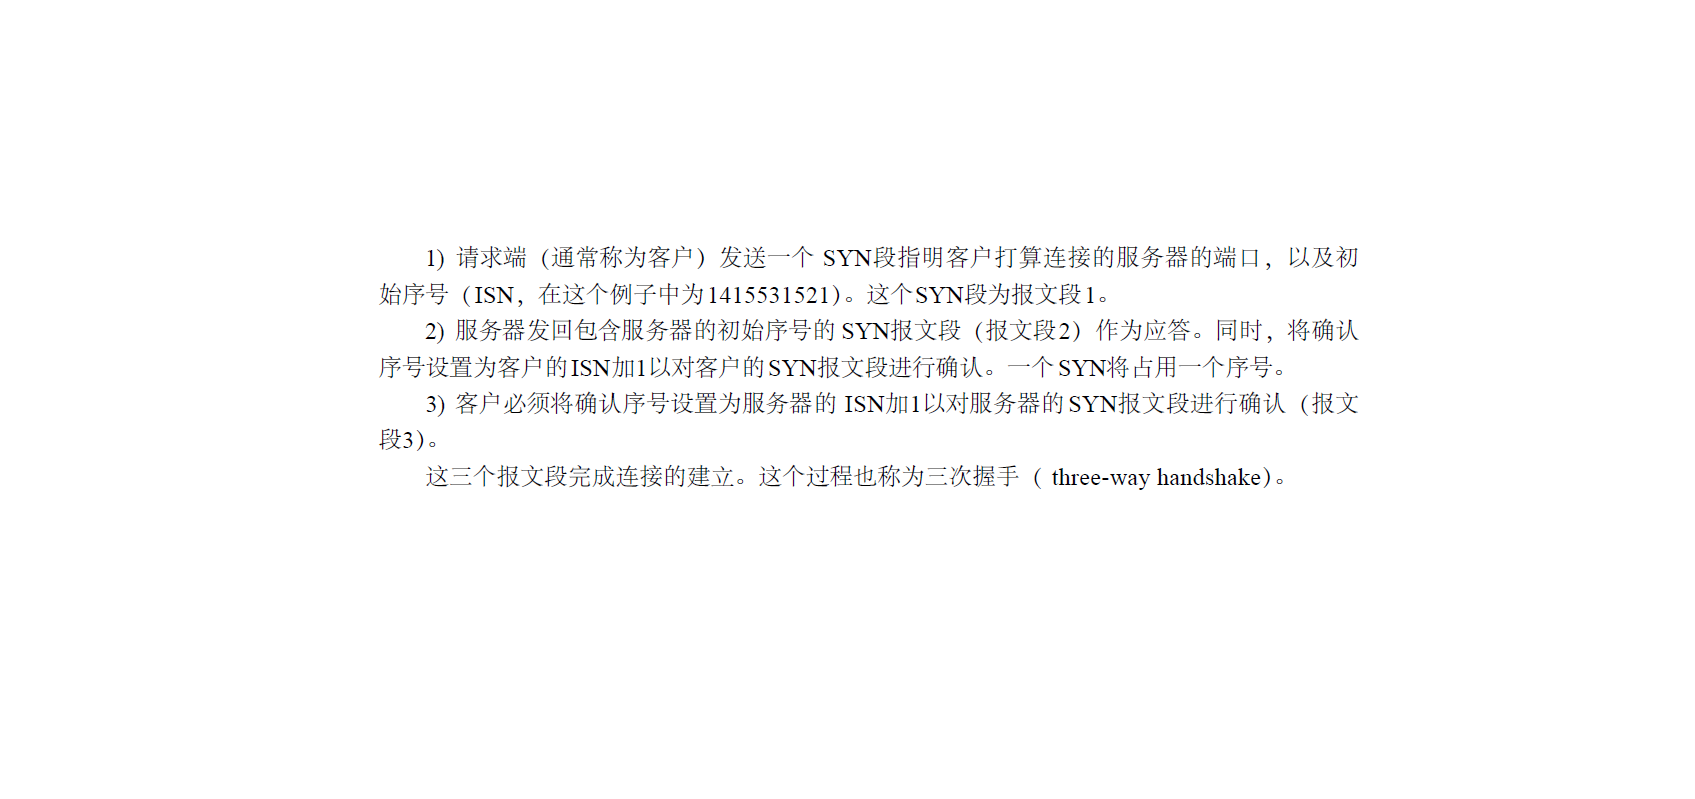 1) 请求端（通常称为客户）发送一个 SYN段指明客户打算连接的服务器的端口，以及初
始序号（ISN，在这个例子中为1415531521）。这个SYN段为报文段1。
2) 服务器发回包含服务器的初始序号的 SYN报文段（报文段2）作为应答。同时，将确认
序号设置为客户的ISN加1以对客户的SYN报文段进行确认。一个SYN将占用一个序号。
3) 客户必须将确认序号设置为服务器的 ISN加1以对服务器的SYN报文段进行确认（报文
段3）。
这三个报文段完成连接的建立。这个过程也称为三次握手（ three-way handshake）。